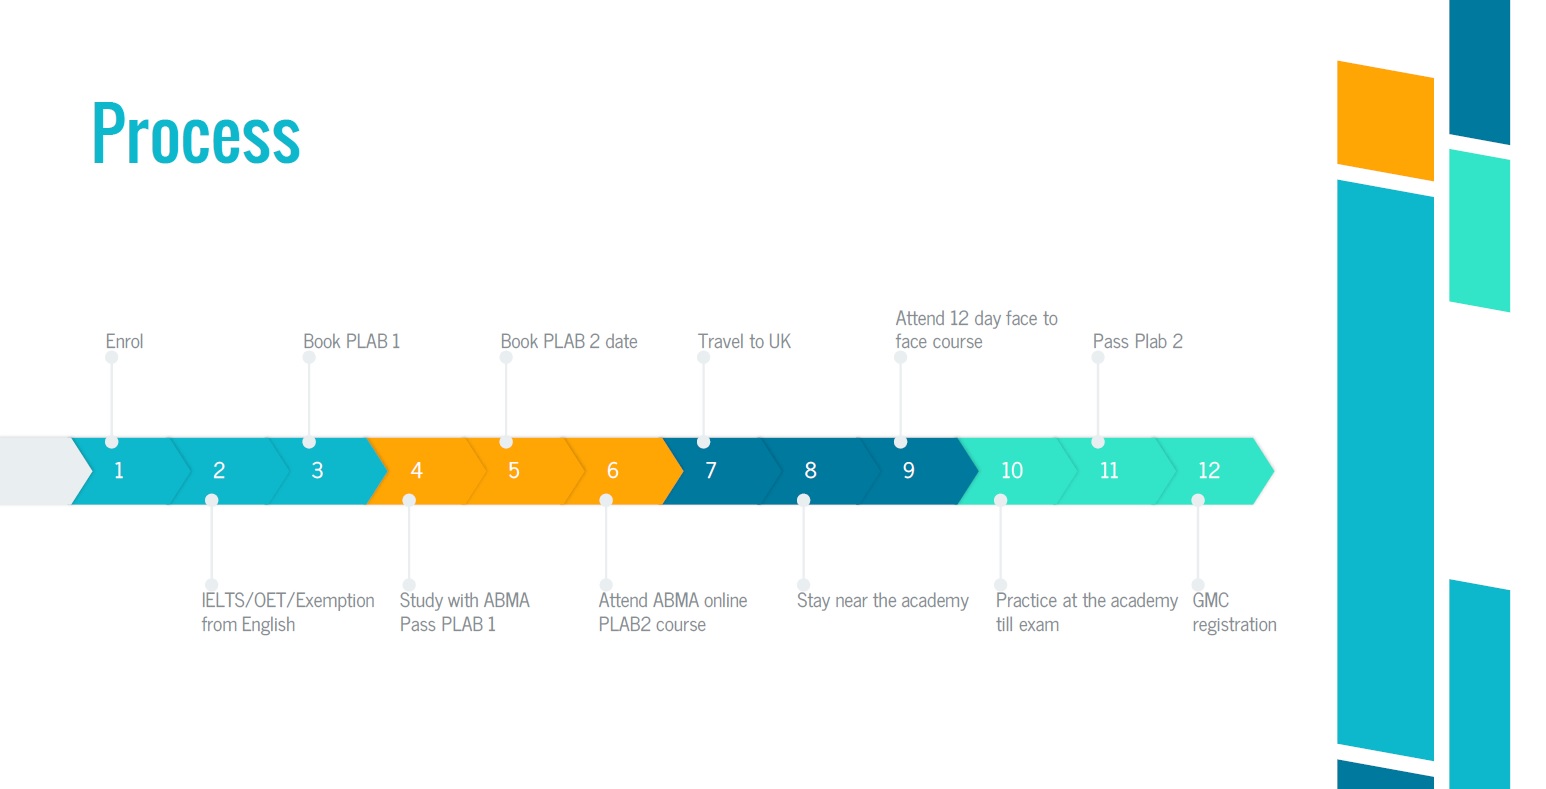 Process
Attend 12 day face to
face course
Enrol
Book PLAB 1
Book PLAB 2 date
Travel to UK
Pass Plab 2
1
2
3
4
5
6
7
8
9
10
11
12
IELTS/OET/Exemption
from English
Study with ABMA
Pass PLAB 1
Attend ABMA online
PLAB2 course
Stay near the academy
Practice at the academy
till exam
GMC
registration